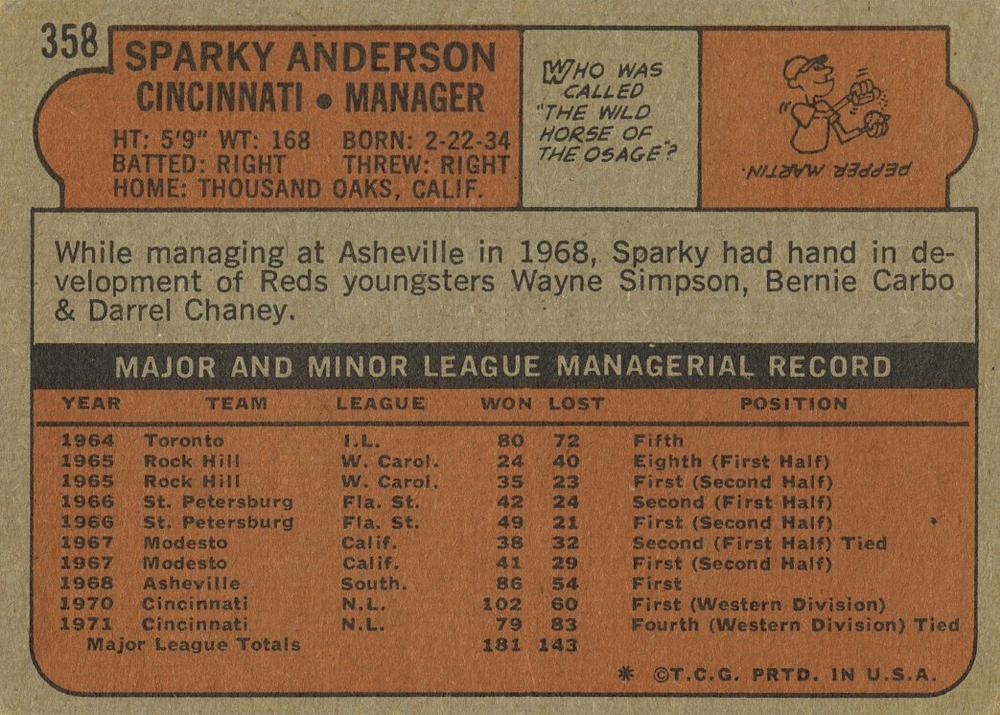 358
SPARKY ANDERSON
CINCINNATI • MANAGER
HT: 5'9" WT: 168 BORN: 2-22-34
BATTED: RIGHT THREW: RIGHT
HOME: THOUSAND OAKS, CALIF.
WHO WAS
CALLED
"THE WILD
HORSE OF
THE OSAGE"?
PEPPER MARTIN.
While managing at Asheville in 1968, Sparky had hand in de-
velopment of Reds youngsters Wayne Simpson, Bernie Carbo
& Darrel Chaney.
MAJOR AND MINOR LEAGUE MANAGERIAL RECORD
YEAR TEAM LEAGUE WON LOST POSITION
1964 Toronto I.L. 80 72 Fifth
1965 Rock Hill W. Carol. 24 40 Eighth (First Half)
1965 Rock Hill W. Carol. 35 23 First (Second Half)
1966 St. Petersburg Fla. St. 42 24 Second (First Half)
1966 St. Petersburg Fla. St. 49 21 First (Second Half)
1967 Modesto Calif. 38 32 Second (First Half) Tied
1967 Modesto Calif. 41 29 First (Second Half)
1968 Asheville South. 86 54 First
1970 Cincinnati N.L. 102 60 First (Western Division)
1971 Cincinnati N.L. 79 83 Fourth (Western Division) Tied
Major League Totals 181 143
* ©T.C.G. PRTD. IN U.S.A.